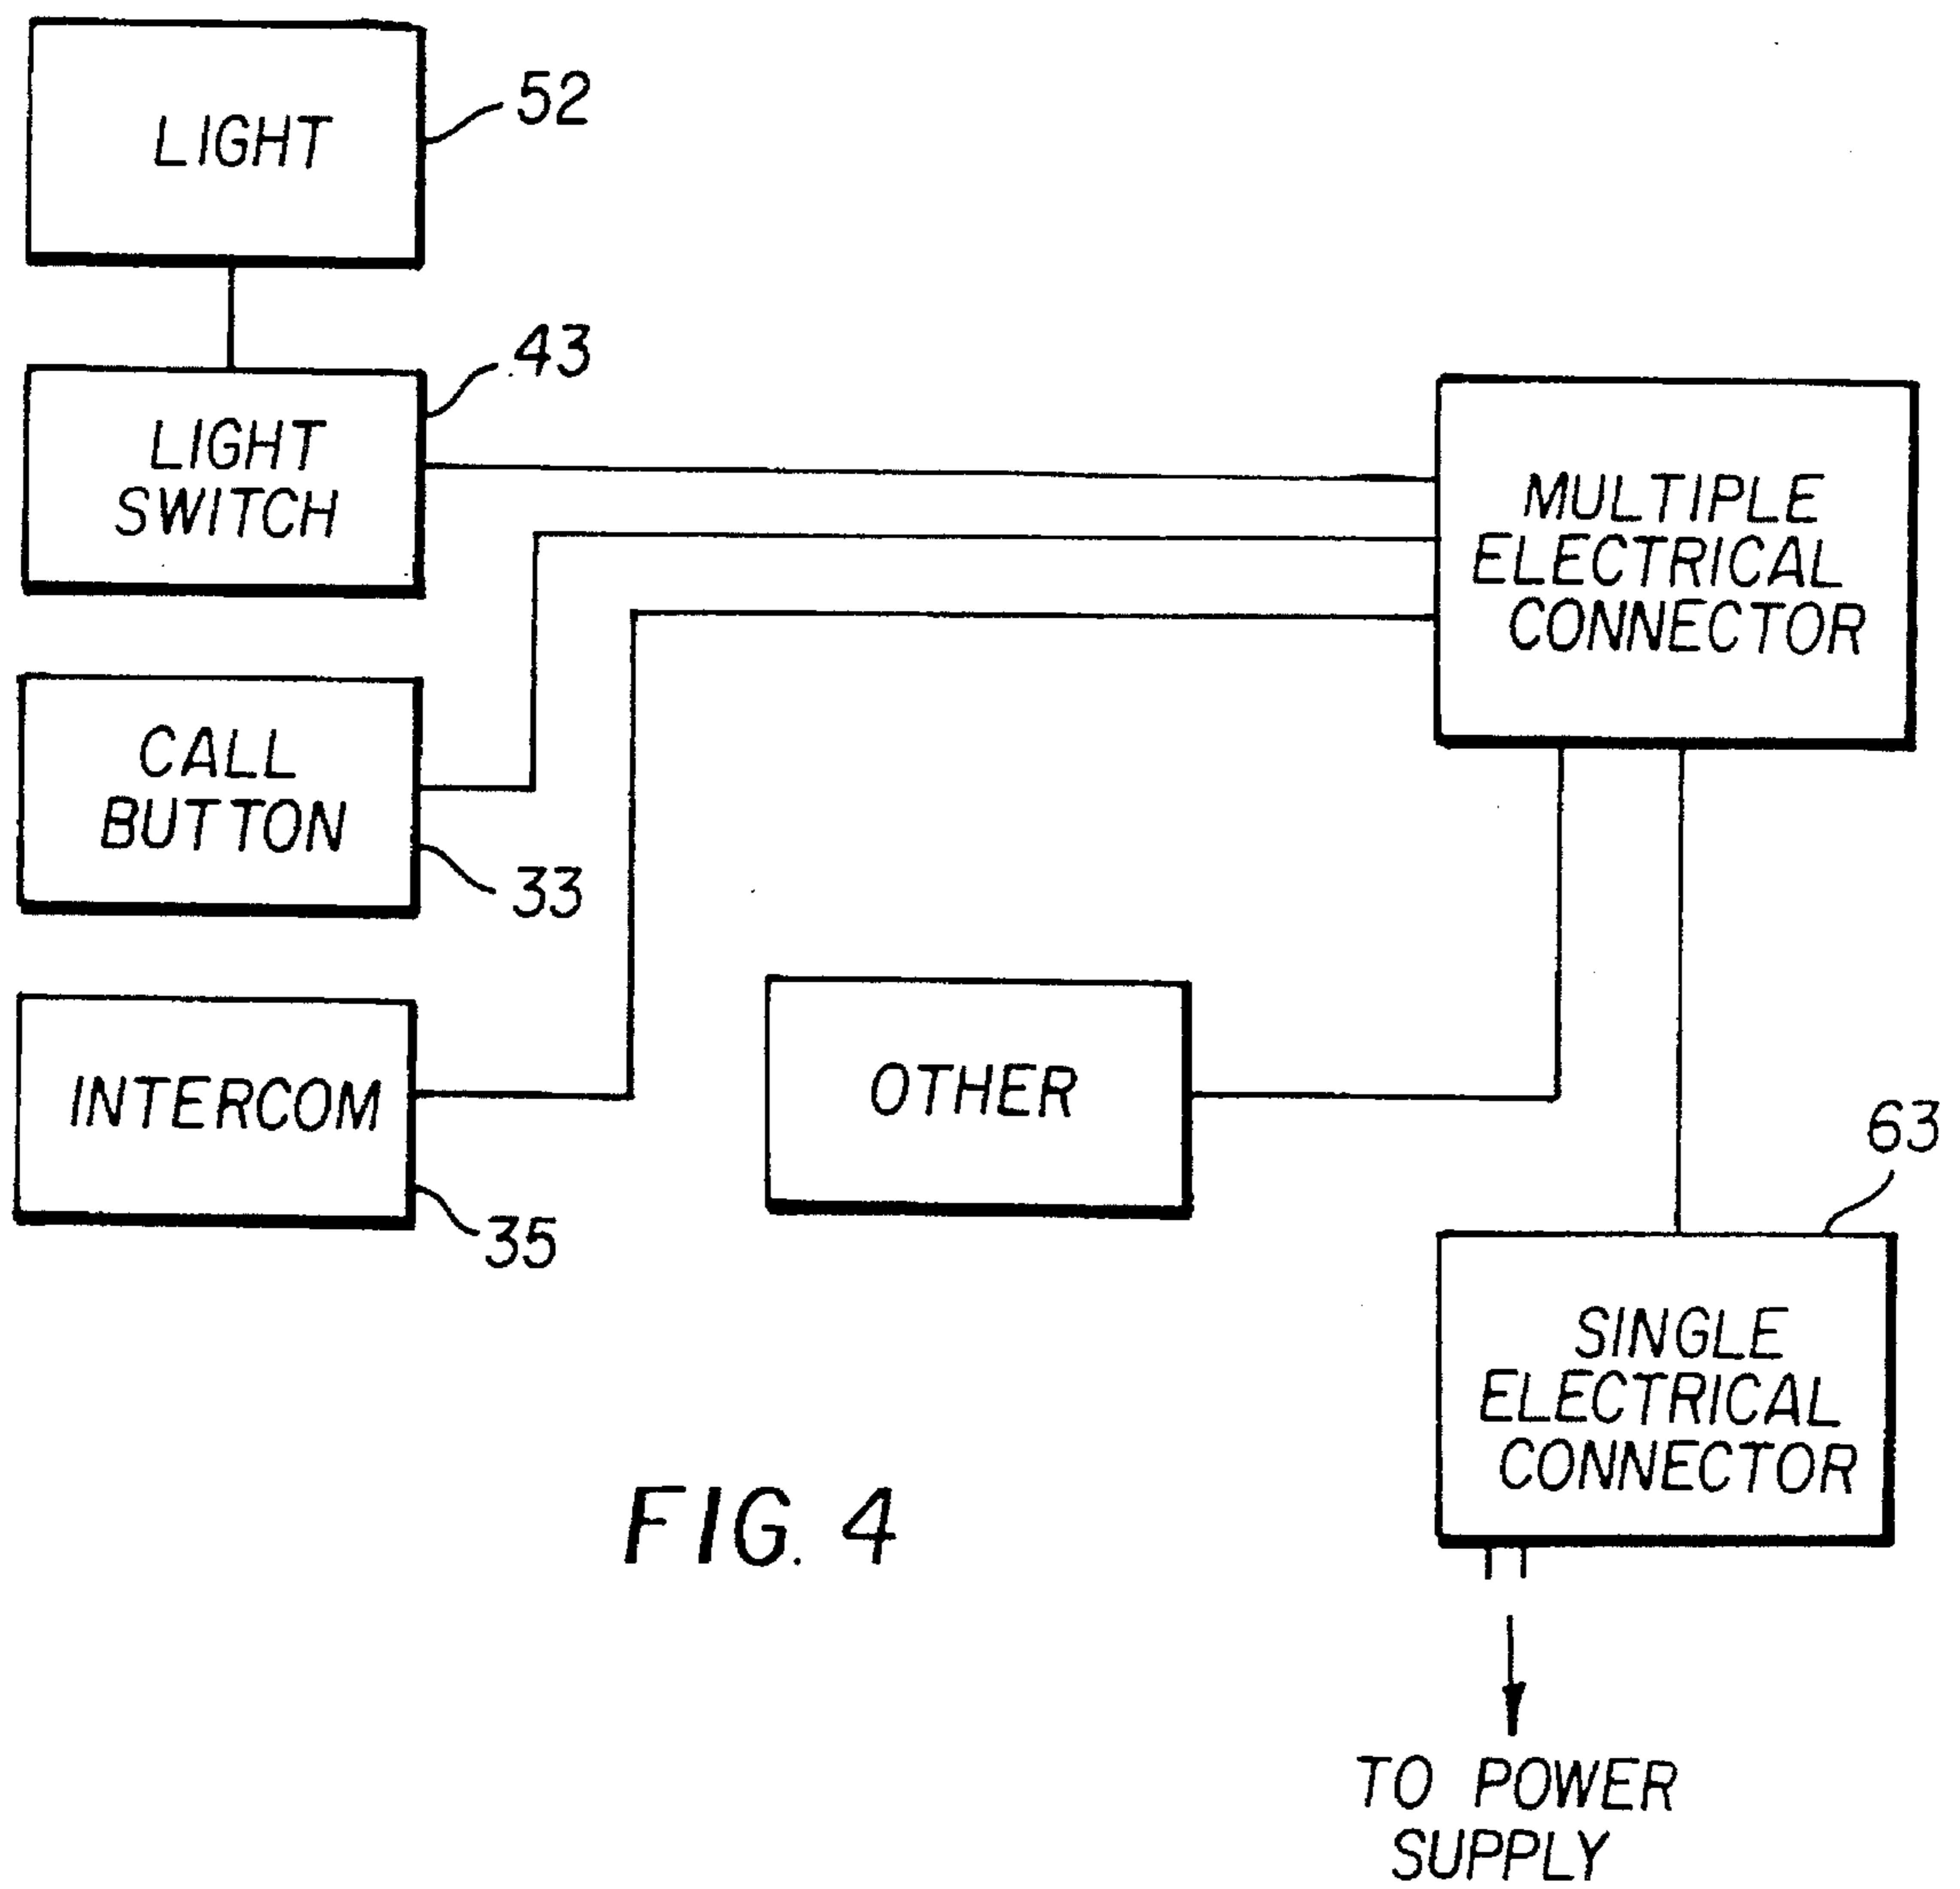 LIGHT
52
LIGHT
SWITCH
43
CALL
BUTTON
33
INTERCOM
35
OTHER
MULTIPLE
ELECTRICAL
CONNECTOR
63
SINGLE
ELECTRICAL
CONNECTOR
TO POWER
SUPPLY
FIG. 4